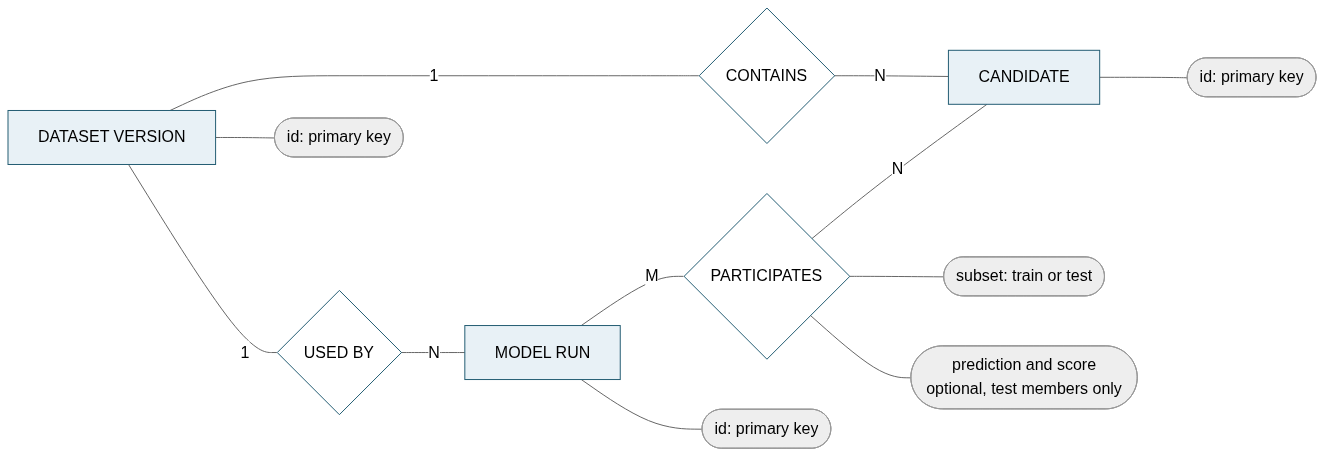 CONTAINS
1
N
CANDIDATE
id: primary key
DATASET VERSION
id: primary key
N
M
PARTICIPATES
subset: train or test
1
USED BY
N
MODEL RUN
prediction and score
optional, test members only
id: primary key